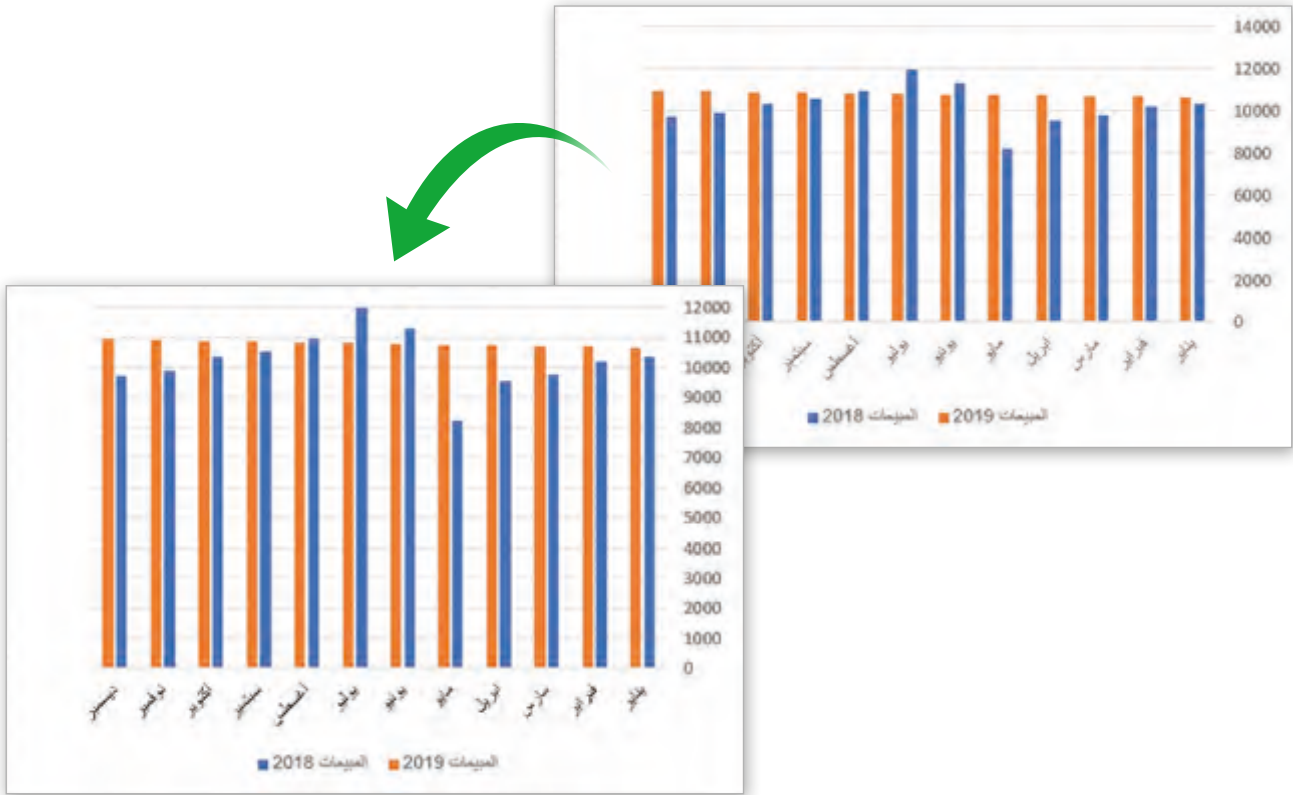 14000
12000
10000
8000
6000
4000
2000
0
يناير
فبراير
مارس
ابريل
مايو
يونيو
يوليو
أغسطس
سبتمبر
المبيعات 2018
المبيعات 2019
12000
11000
10000
9000
8000
7000
6000
5000
4000
3000
2000
1000
0
يناير
فبراير
مارس
ابريل
مايو
يونيو
يوليو
أغسطس
سبتمبر
أكتوبر
نوفمبر
ديسمبر
المبيعات 2018
المبيعات 2019